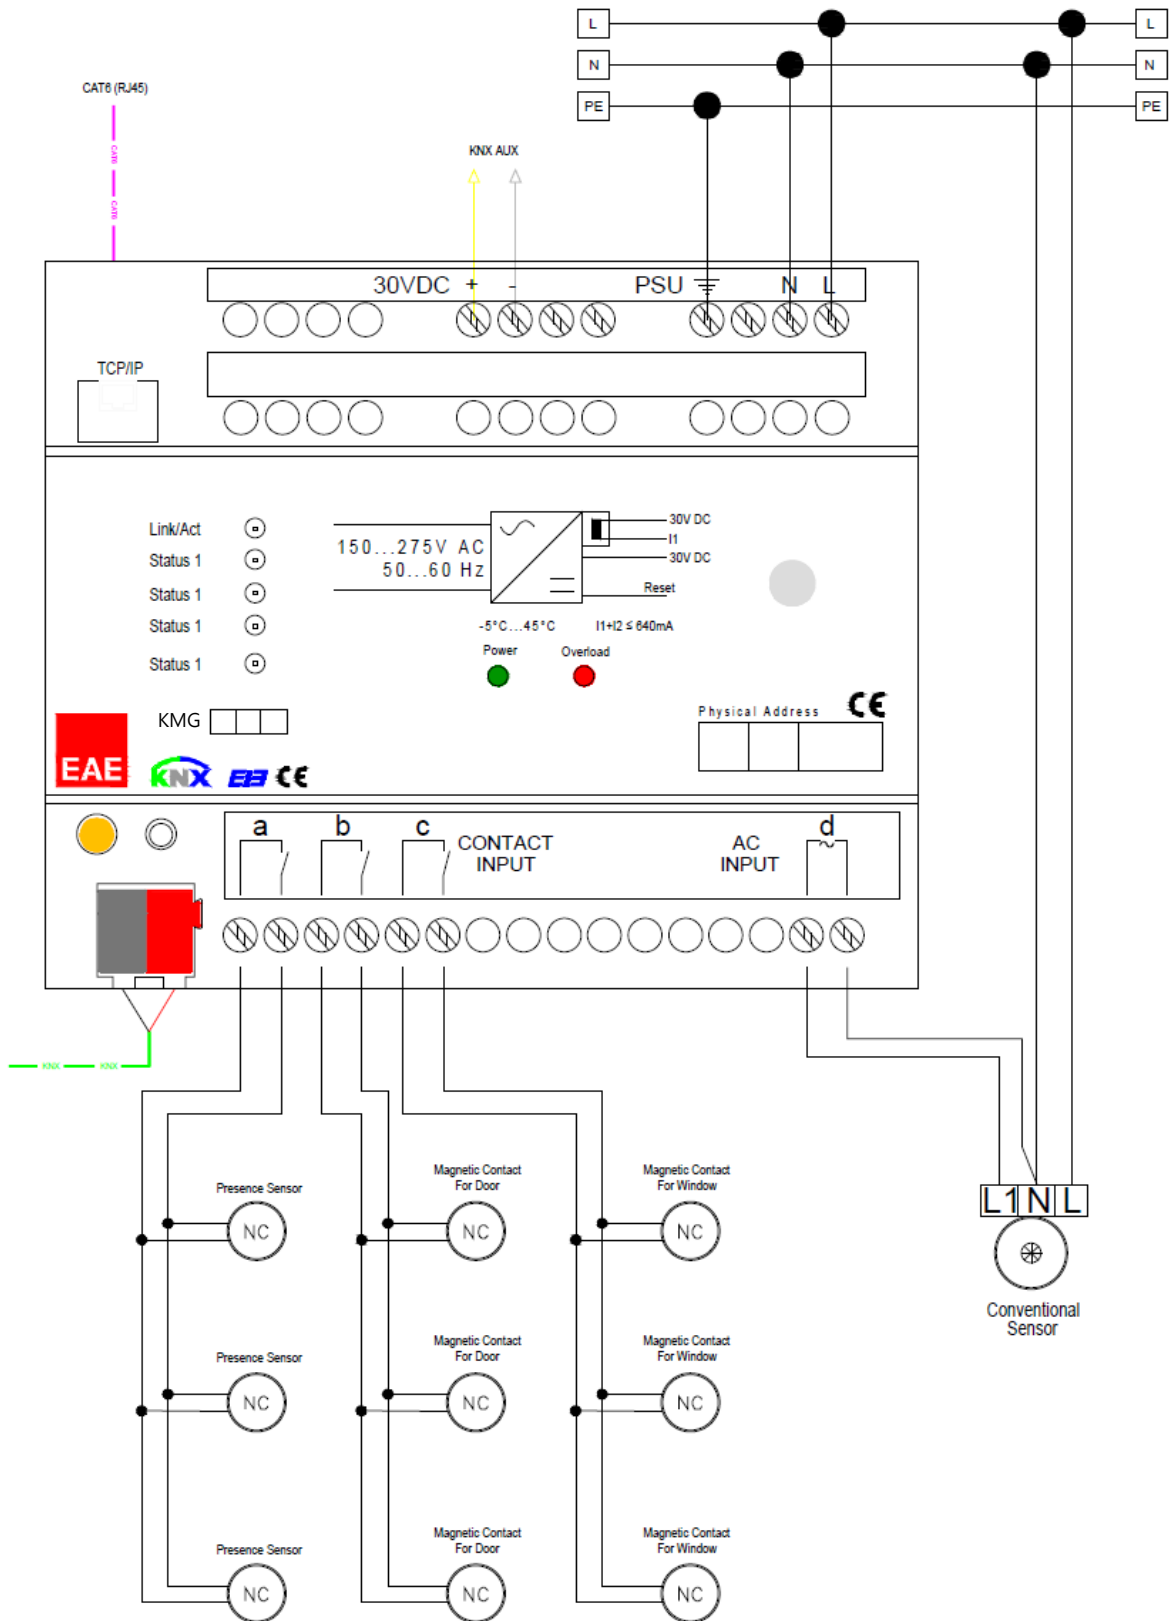 L
L
N
N
PE
PE
CAT6 (RJ45)
CAT6
CAT6
KNX AUX
30VDC + -
PSU N L
TCP/IP
Link/Act
Status 1
Status 1
Status 1
Status 1
150...275V AC
50...60 Hz
30V DC
I1
30V DC
Reset
-5°C...45°C
I1+I2 ≤ 640mA
Power
Overload
KMG
Physical Address
CE
EAE
KNX
EIB
CE
a
b
c
CONTACT
INPUT
AC
INPUT
d
KNX
KNX
L1 N L
Conventional
Sensor
Presence Sensor
NC
Magnetic Contact
For Door
NC
Magnetic Contact
For Window
NC
Presence Sensor
NC
Magnetic Contact
For Door
NC
Magnetic Contact
For Window
NC
Presence Sensor
NC
Magnetic Contact
For Door
NC
Magnetic Contact
For Window
NC